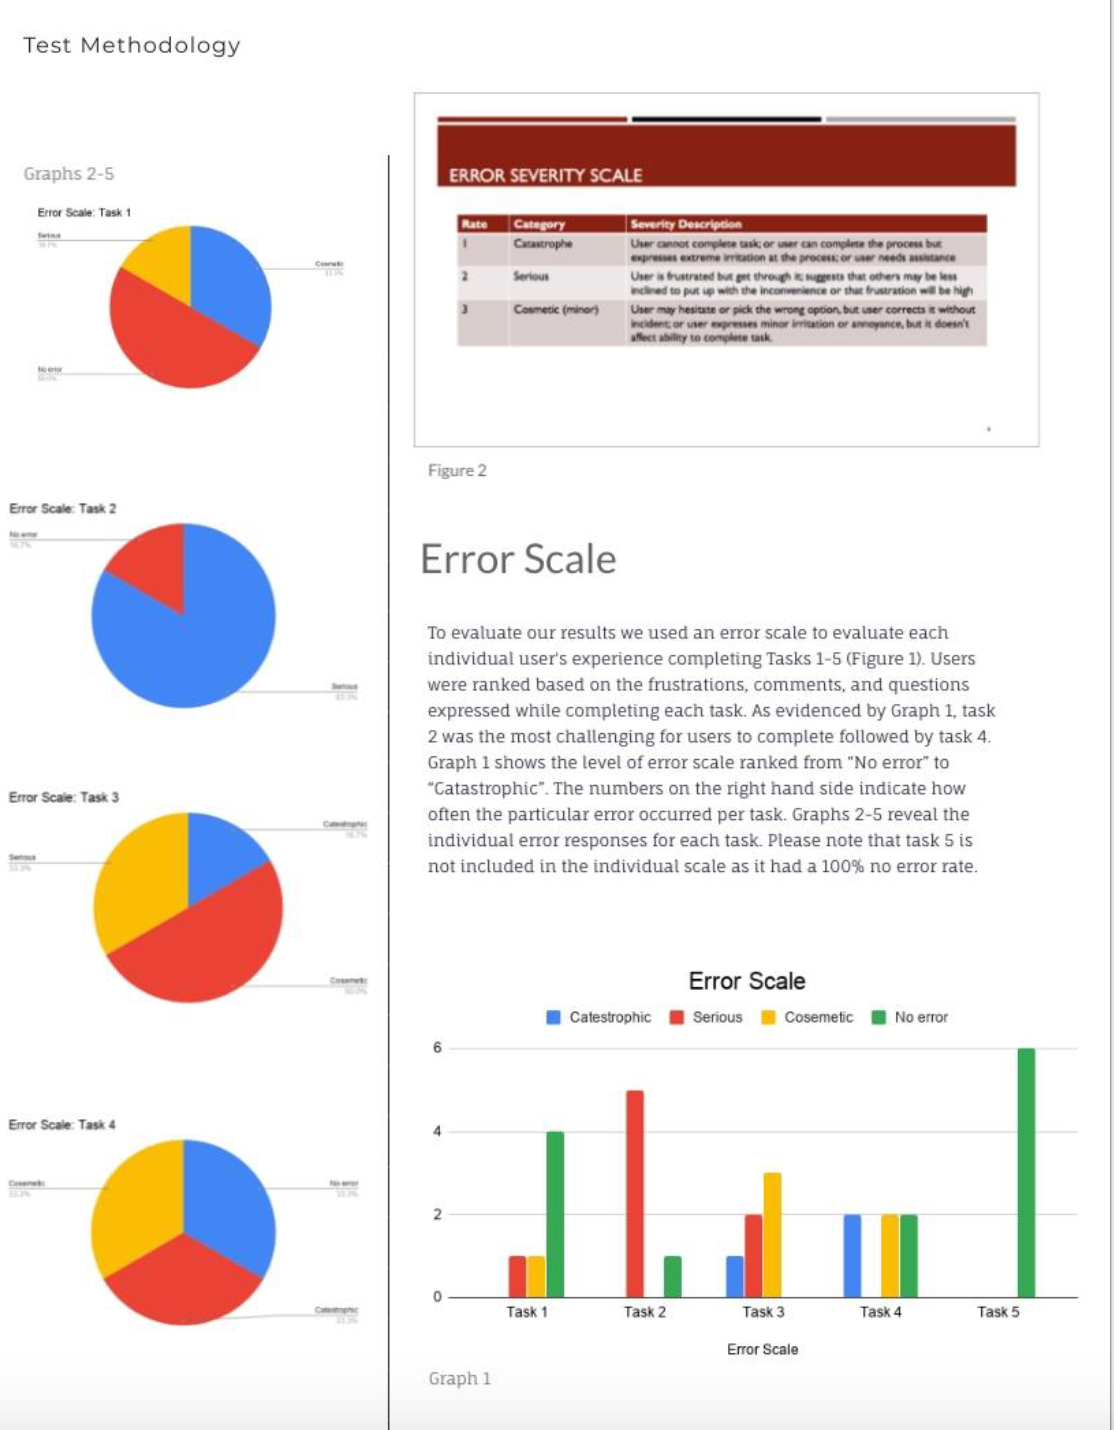 Test Methodology
Graphs 2-5
Error Scale: Task 1
Serious
16.7%
Cosmetic
33.3%
No error
50.0%
Error Scale: Task 2
No error
16.7%
Serious
83.3%
Error Scale: Task 3
Catestrophic
16.7%
Serious
33.3%
Cosemetic
50.0%
Error Scale: Task 4
Cosemetic
33.3%
No error
33.3%
Catestrophic
33.3%
ERROR SEVERITY SCALE
Rate Category Severity Description
1 Catastrophe User cannot complete task; or user can complete the process but
expresses extreme irritation at the process; or user needs assistance
2 Serious User is frustrated but get through it; suggests that others may be less
inclined to put up with the inconvenience or that frustration will be high
3 Cosmetic (minor) User may hesitate or pick the wrong option, but user corrects it without
incident; or user expresses minor irritation or annoyance, but it doesn't
affect ability to complete task.
Figure 2
Error Scale
To evaluate our results we used an error scale to evaluate each
individual user's experience completing Tasks 1-5 (Figure 1). Users
were ranked based on the frustrations, comments, and questions
expressed while completing each task. As evidenced by Graph 1, task
2 was the most challenging for users to complete followed by task 4.
Graph 1 shows the level of error scale ranked from “No error” to
“Catastrophic”. The numbers on the right hand side indicate how
often the particular error occurred per task. Graphs 2-5 reveal the
individual error responses for each task. Please note that task 5 is
not included in the individual scale as it had a 100% no error rate.
Error Scale
Catestrophic Serious Cosemetic No error
6
4
2
0
Task 1 Task 2 Task 3 Task 4 Task 5
Error Scale
Graph 1